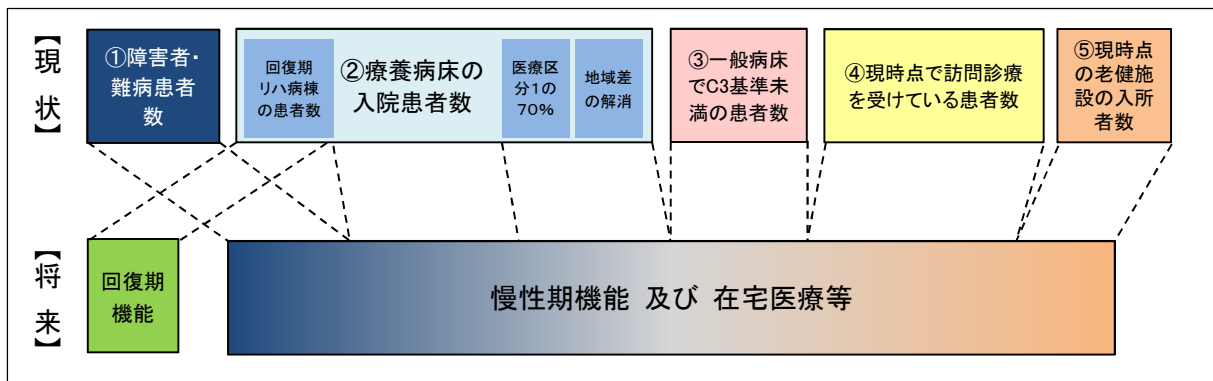 【現状】
①障害者・
難病患者
数
回復期
リハ病棟
の患者数
②療養病床の
入院患者数
医療区
分1の
70%
地域差
の解消
③一般病床
でC3基準未
満の患者数
④現時点で訪問診療
を受けている患者数
⑤現時点
の老健施
設の入所
者数
【将来】
回復期
機能
慢性期機能 及び 在宅医療等